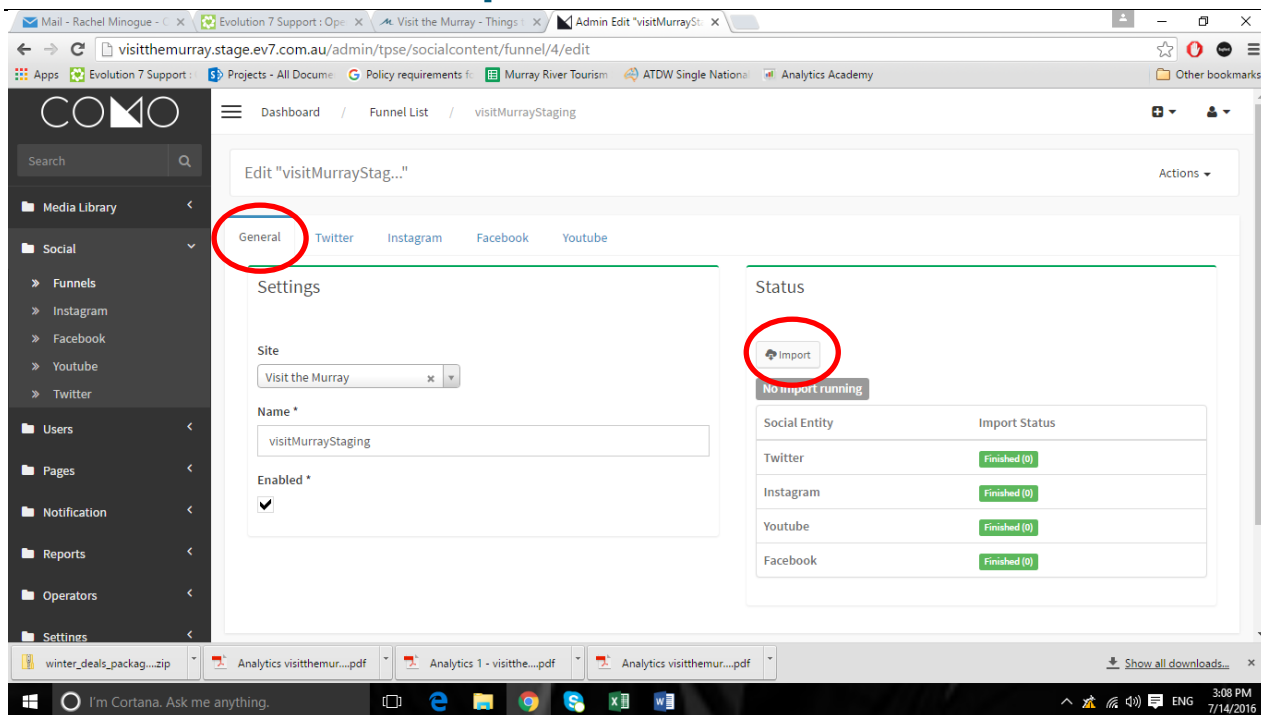 Mail - Rachel Minogue - O
Evolution 7 Support : Ope
Visit the Murray - Things t
Admin Edit "visitMurraySt
visitthemurray.stage.ev7.com.au/admin/tpse/socialcontent/funnel/4/edit
Apps Evolution 7 Support : Projects - All Docume Policy requirements fo Murray River Tourism ATDW Single National Analytics Academy Other bookmarks
COMO
Dashboard / Funnel List / visitMurrayStaging
Search
Edit "visitMurrayStag..."
Actions
Media Library
General Twitter Instagram Facebook Youtube
Social
Funnels
Instagram
Facebook
Youtube
Twitter
Users
Pages
Notification
Reports
Operators
Settings
Settings
Site
Visit the Murray
Name *
visitMurrayStaging
Enabled *
Status
Import
No import running
Social Entity Import Status
Twitter Finished (0)
Instagram Finished (0)
Youtube Finished (0)
Facebook Finished (0)
winter_deals_packag....zip Analytics visitthemur....pdf Analytics 1 - visitthe....pdf Analytics visitthemur....pdf Show all downloads...
I'm Cortana. Ask me anything.
ENG
3:08 PM
7/14/2016